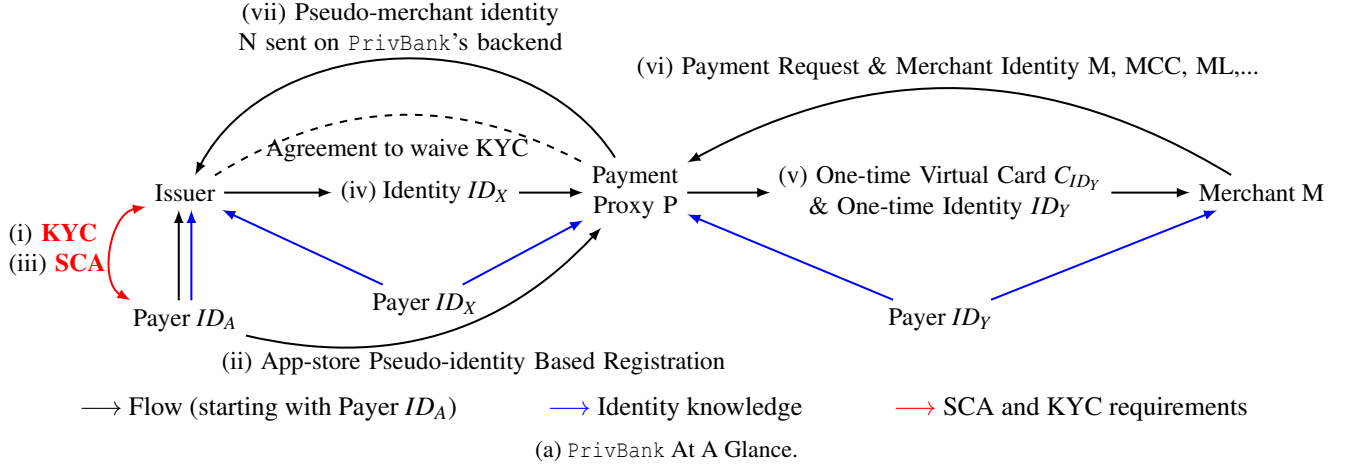 (vii) Pseudo-merchant identity
N sent on PrivBank's backend
(vi) Payment Request & Merchant Identity M, MCC, ML,...
Agreement to waive KYC
Issuer
(iv) Identity ID_X
Payment
Proxy P
(v) One-time Virtual Card C_{ID_Y}
& One-time Identity ID_Y
Merchant M
(i) KYC
(iii) SCA
Payer ID_A
Payer ID_X
Payer ID_Y
(ii) App-store Pseudo-identity Based Registration
Flow (starting with Payer ID_A)
Identity knowledge
SCA and KYC requirements
(a) PrivBank At A Glance.